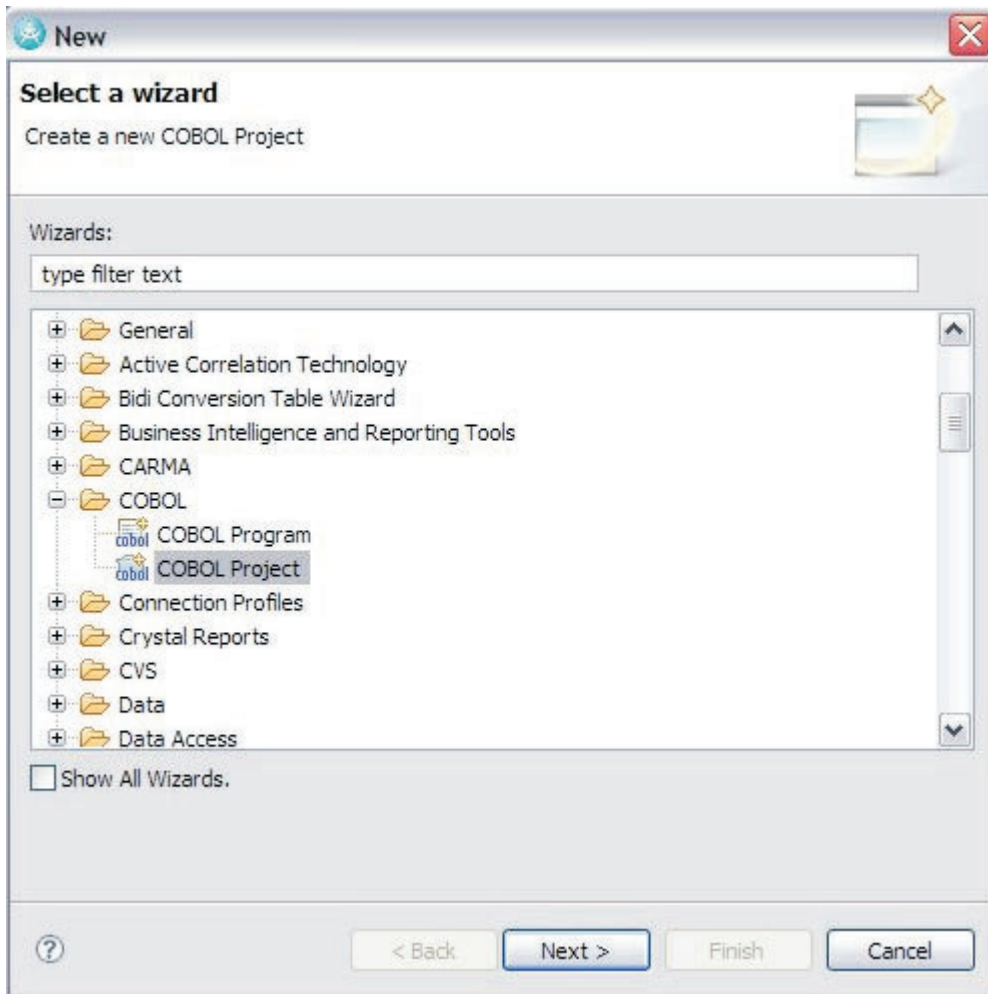 New
Select a wizard
Create a new COBOL Project
Wizards:
type filter text
General
Active Correlation Technology
Bidi Conversion Table Wizard
Business Intelligence and Reporting Tools
CARMA
COBOL
cobol COBOL Program
cobol COBOL Project
Connection Profiles
Crystal Reports
CVS
Data
Data Access
Show All Wizards.
? < Back Next > Finish Cancel